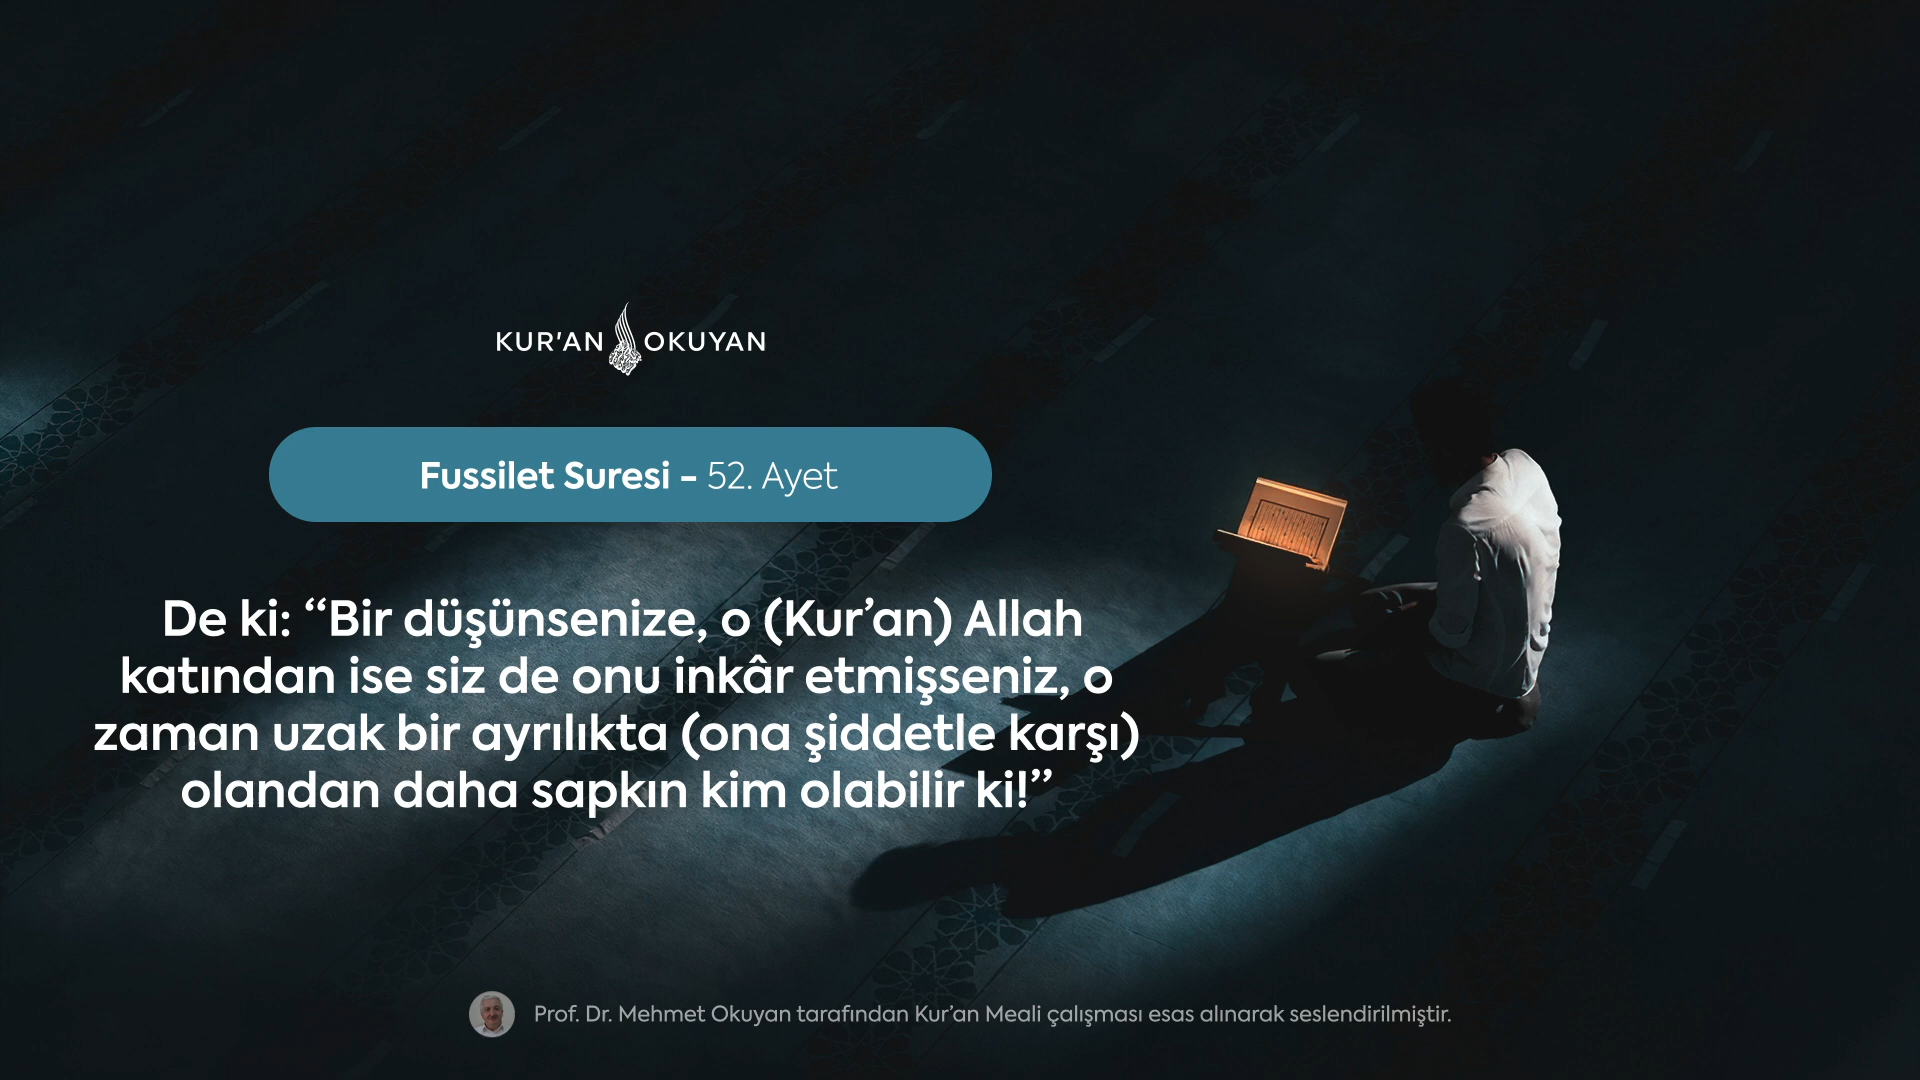 KUR'AN OKUYAN
Fussilet Suresi - 52. Ayet
De ki: “Bir düşünsenize, o (Kur’an) Allah
katından ise siz de onu inkâr etmişseniz, o
zaman uzak bir ayrılıkta (ona şiddetle karşı)
olandan daha sapkın kim olabilir ki!”
Prof. Dr. Mehmet Okuyan tarafından Kur’an Meali çalışması esas alınarak seslendirilmiştir.